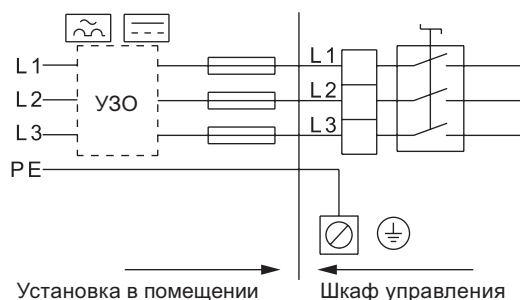 L1
L2
L3
УЗО
PE
L1
L2
L3
Установка в помещении
Шкаф управления